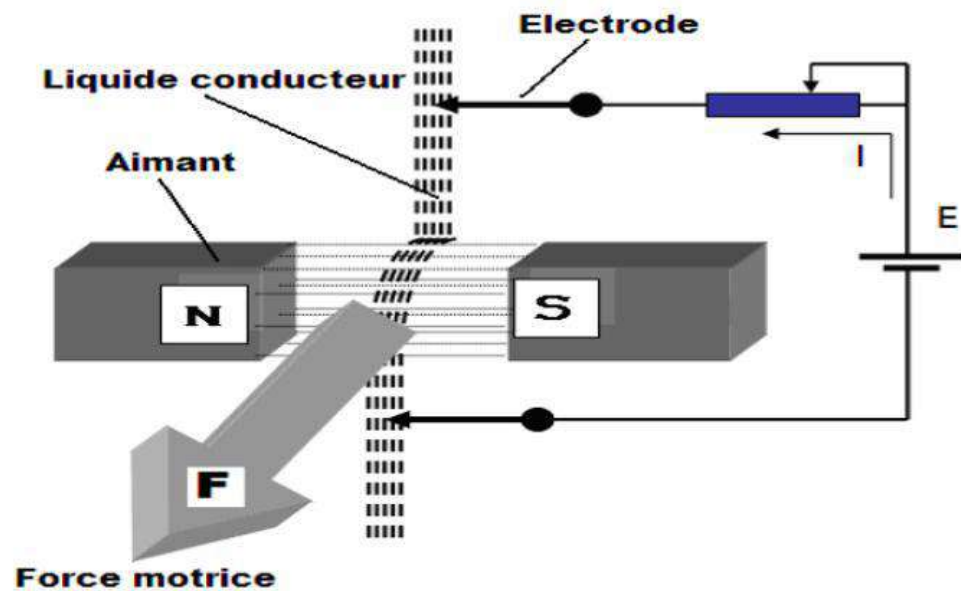 Electrode
Liquide conducteur
Aimant
I
E
N
S
F
Force motrice